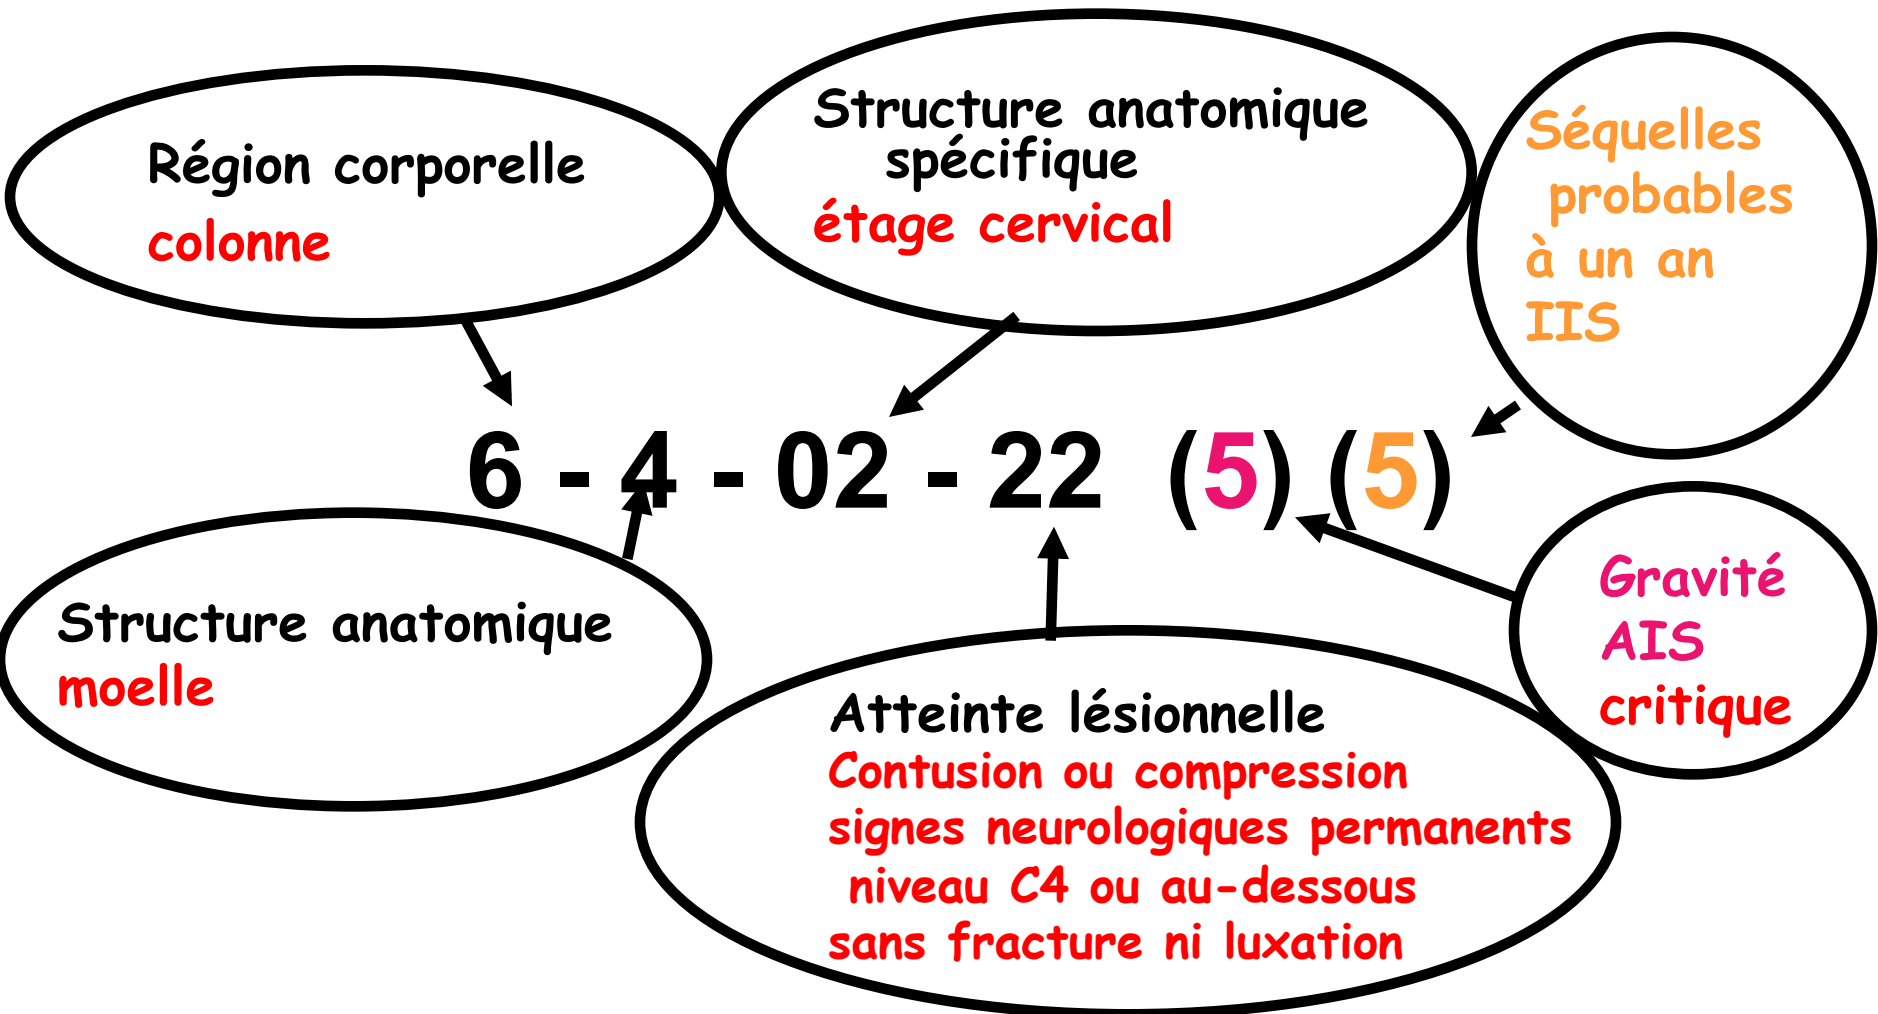 Région corporelle
colonne
Structure anatomique
spécifique
étage cervical
Séquelles
probables
à un an
IIS
6 - 4 - 02 - 22 (5) (5)
Structure anatomique
moelle
Atteinte lésionnelle
Contusion ou compression
signes neurologiques permanents
niveau C4 ou au-dessous
sans fracture ni luxation
Gravité
AIS
critique